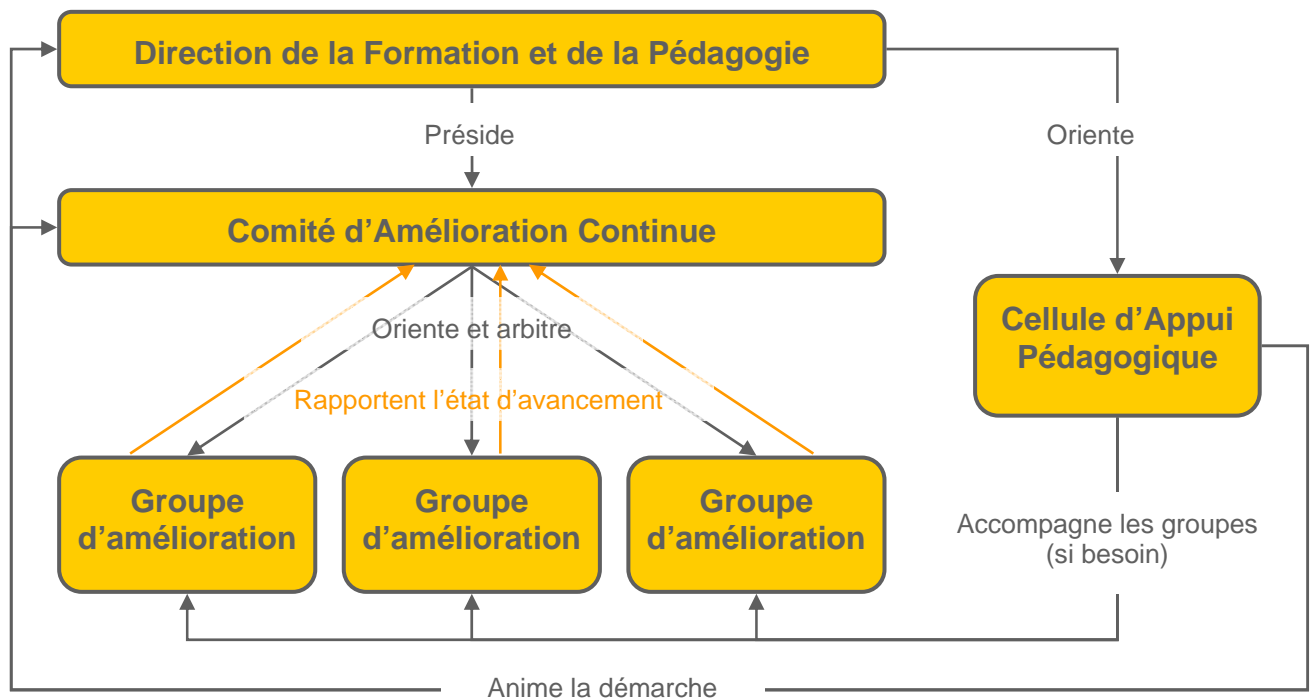 Direction de la Formation et de la Pédagogie
Préside
Oriente
Comité d’Amélioration Continue
Cellule d’Appui
Pédagogique
Oriente et arbitre
Rapportent l’état d’avancement
Groupe
d’amélioration
Groupe
d’amélioration
Groupe
d’amélioration
Accompagne les groupes
(si besoin)
Anime la démarche